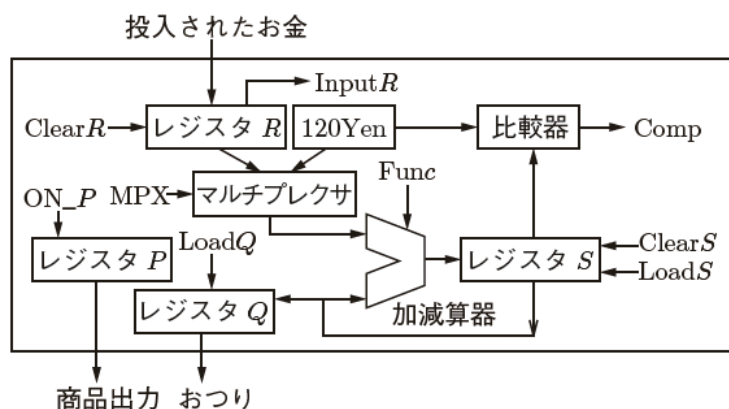 投入されたお金
InputR
ClearR
レジスタ R
120Yen
比較器
Comp
ON_P
MPX
マルチプレクサ
Func
LoadQ
レジスタ P
レジスタ S
ClearS
LoadS
レジスタ Q
加減算器
商品出力
おつり